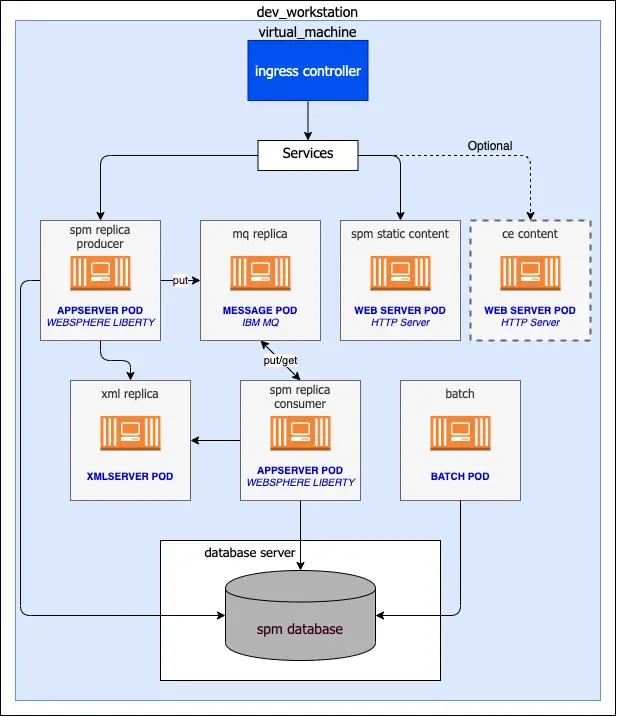 dev_workstation
virtual_machine
ingress controller
Services
Optional
spm replica
producer
APPSERVER POD
WEBSPHERE LIBERTY
put
mq replica
MESSAGE POD
IBM MQ
spm static content
WEB SERVER POD
HTTP Server
ce content
WEB SERVER POD
HTTP Server
put/get
xml replica
XMLSERVER POD
spm replica
consumer
APPSERVER POD
WEBSPHERE LIBERTY
batch
BATCH POD
database server
spm database